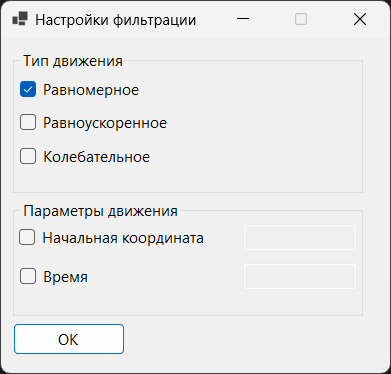 Настройки фильтрации
Тип движения
Равномерное
Равноускоренное
Колебательное
Параметры движения
Начальная координата
Время
OK